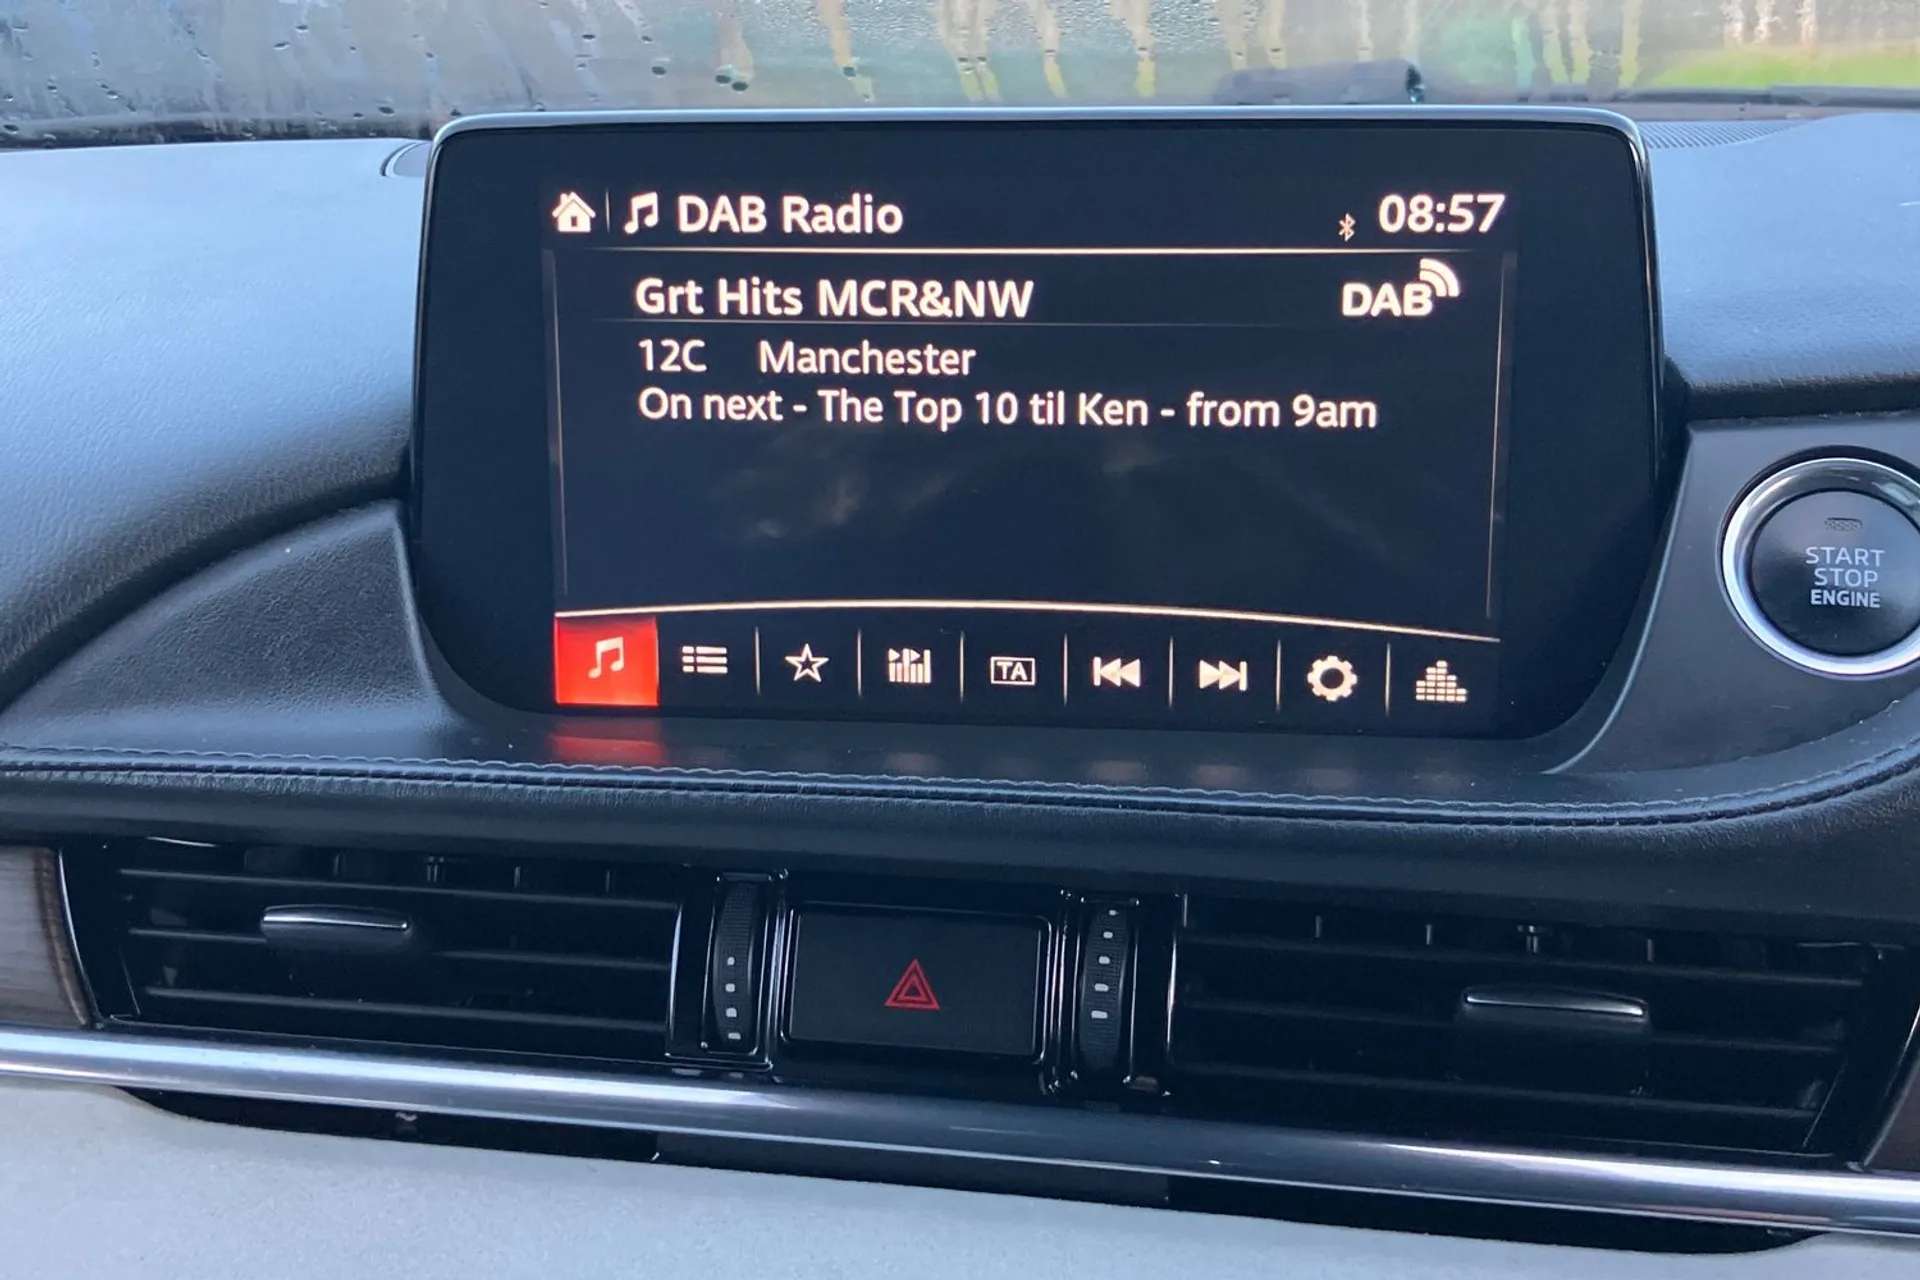 DAB Radio 08:57
Grt Hits MCR&NW DAB
12C Manchester
On next - The Top 10 til Ken - from 9am
TA
START
STOP
ENGINE